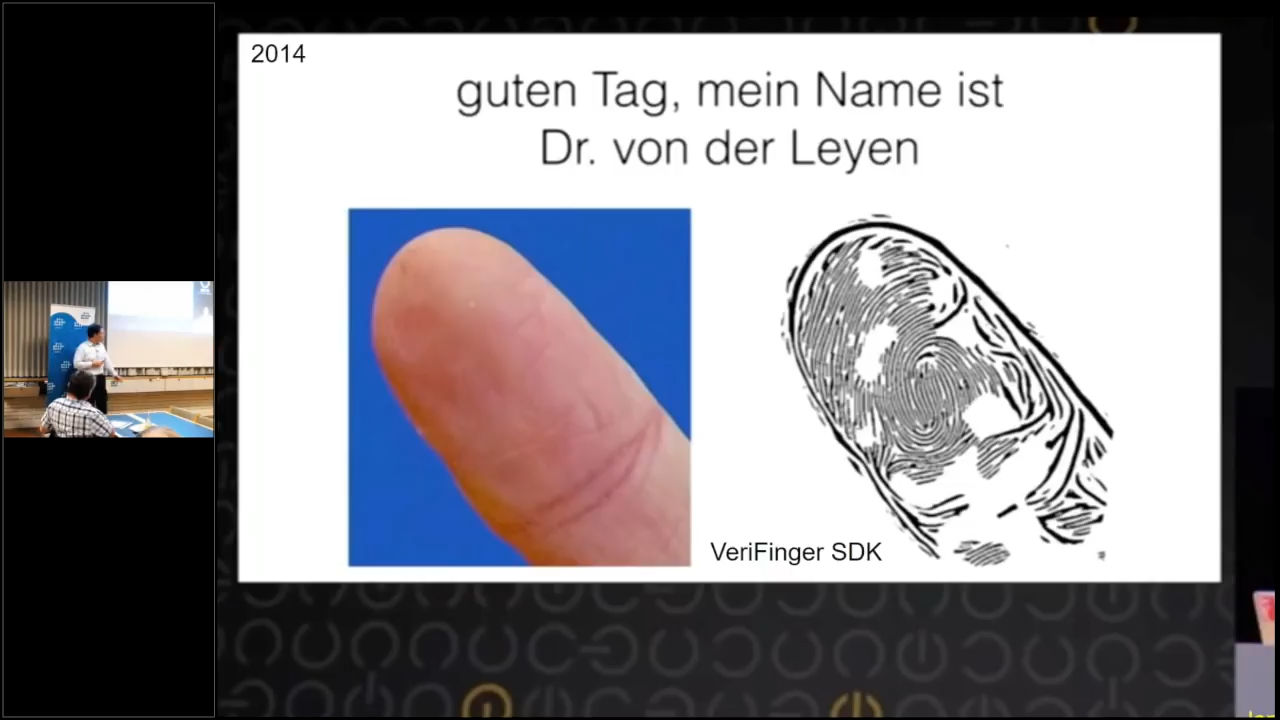 2014
guten Tag, mein Name ist
Dr. von der Leyen
VeriFinger SDK